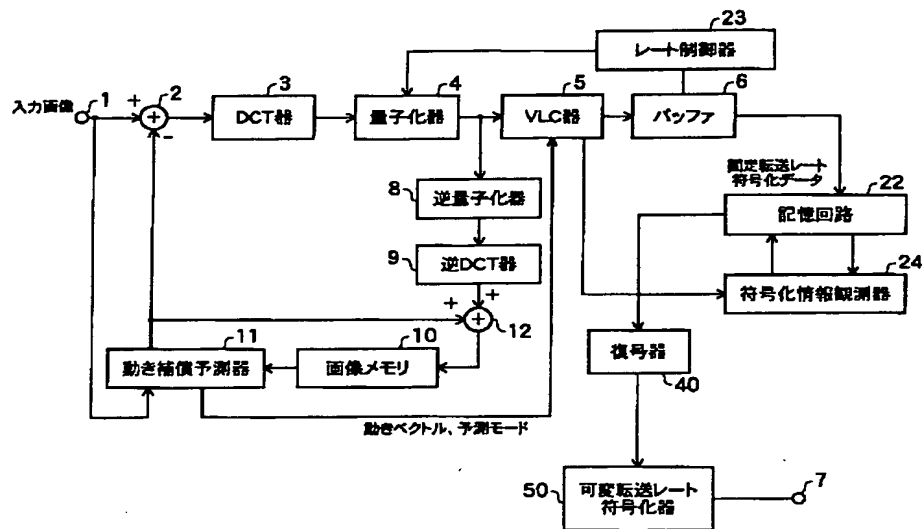 23
レート制御器
入力画像
1
+
2
-
3
DCT器
4
量子化器
5
VLC器
6
バッファ
固定転送レート
符号化データ
22
記憶回路
8
逆量子化器
9
逆DCT器
24
符号化情報観測器
+
+
12
11
動き補償予測器
10
画像メモリ
復号器
40
動きベクトル、予測モード
50
可変転送レート
符号化器
7